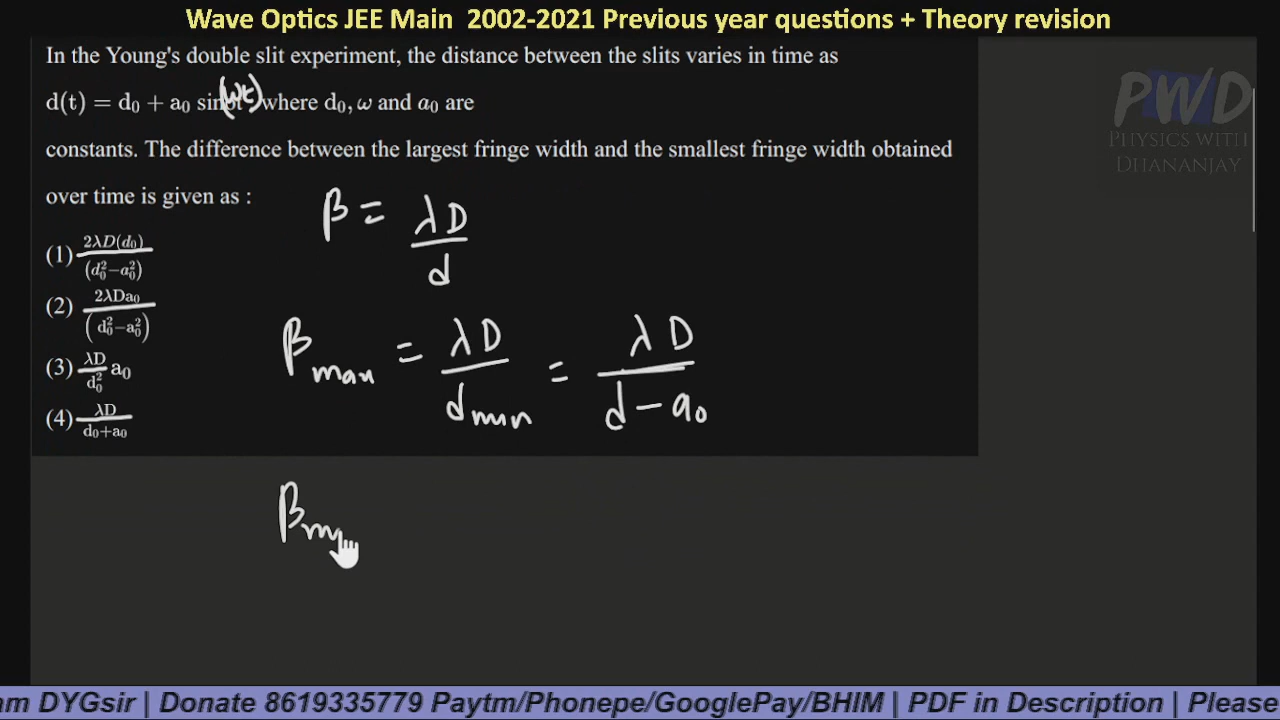 Wave Optics JEE Main 2002-2021 Previous year questions + Theory revision
In the Young's double slit experiment, the distance between the slits varies in time as
d(t) = d₀ + a₀ sin(ωt) where d₀, ω and a₀ are
constants. The difference between the largest fringe width and the smallest fringe width obtained
over time is given as :
(1) 2λD(d₀) / (d₀²−a₀²)
(2) 2λDa₀ / (d₀²−a₀²)
(3) λD/d₀² a₀
(4) λD / d₀+a₀
β = λD / d
β max = λD / d min = λD / d − a₀
β m
PWD
PHYSICS WITH
DHANANJAY
am DYGsir | Donate 8619335779 Paytm/Phonepe/GooglePay/BHIM | PDF in Description | Please